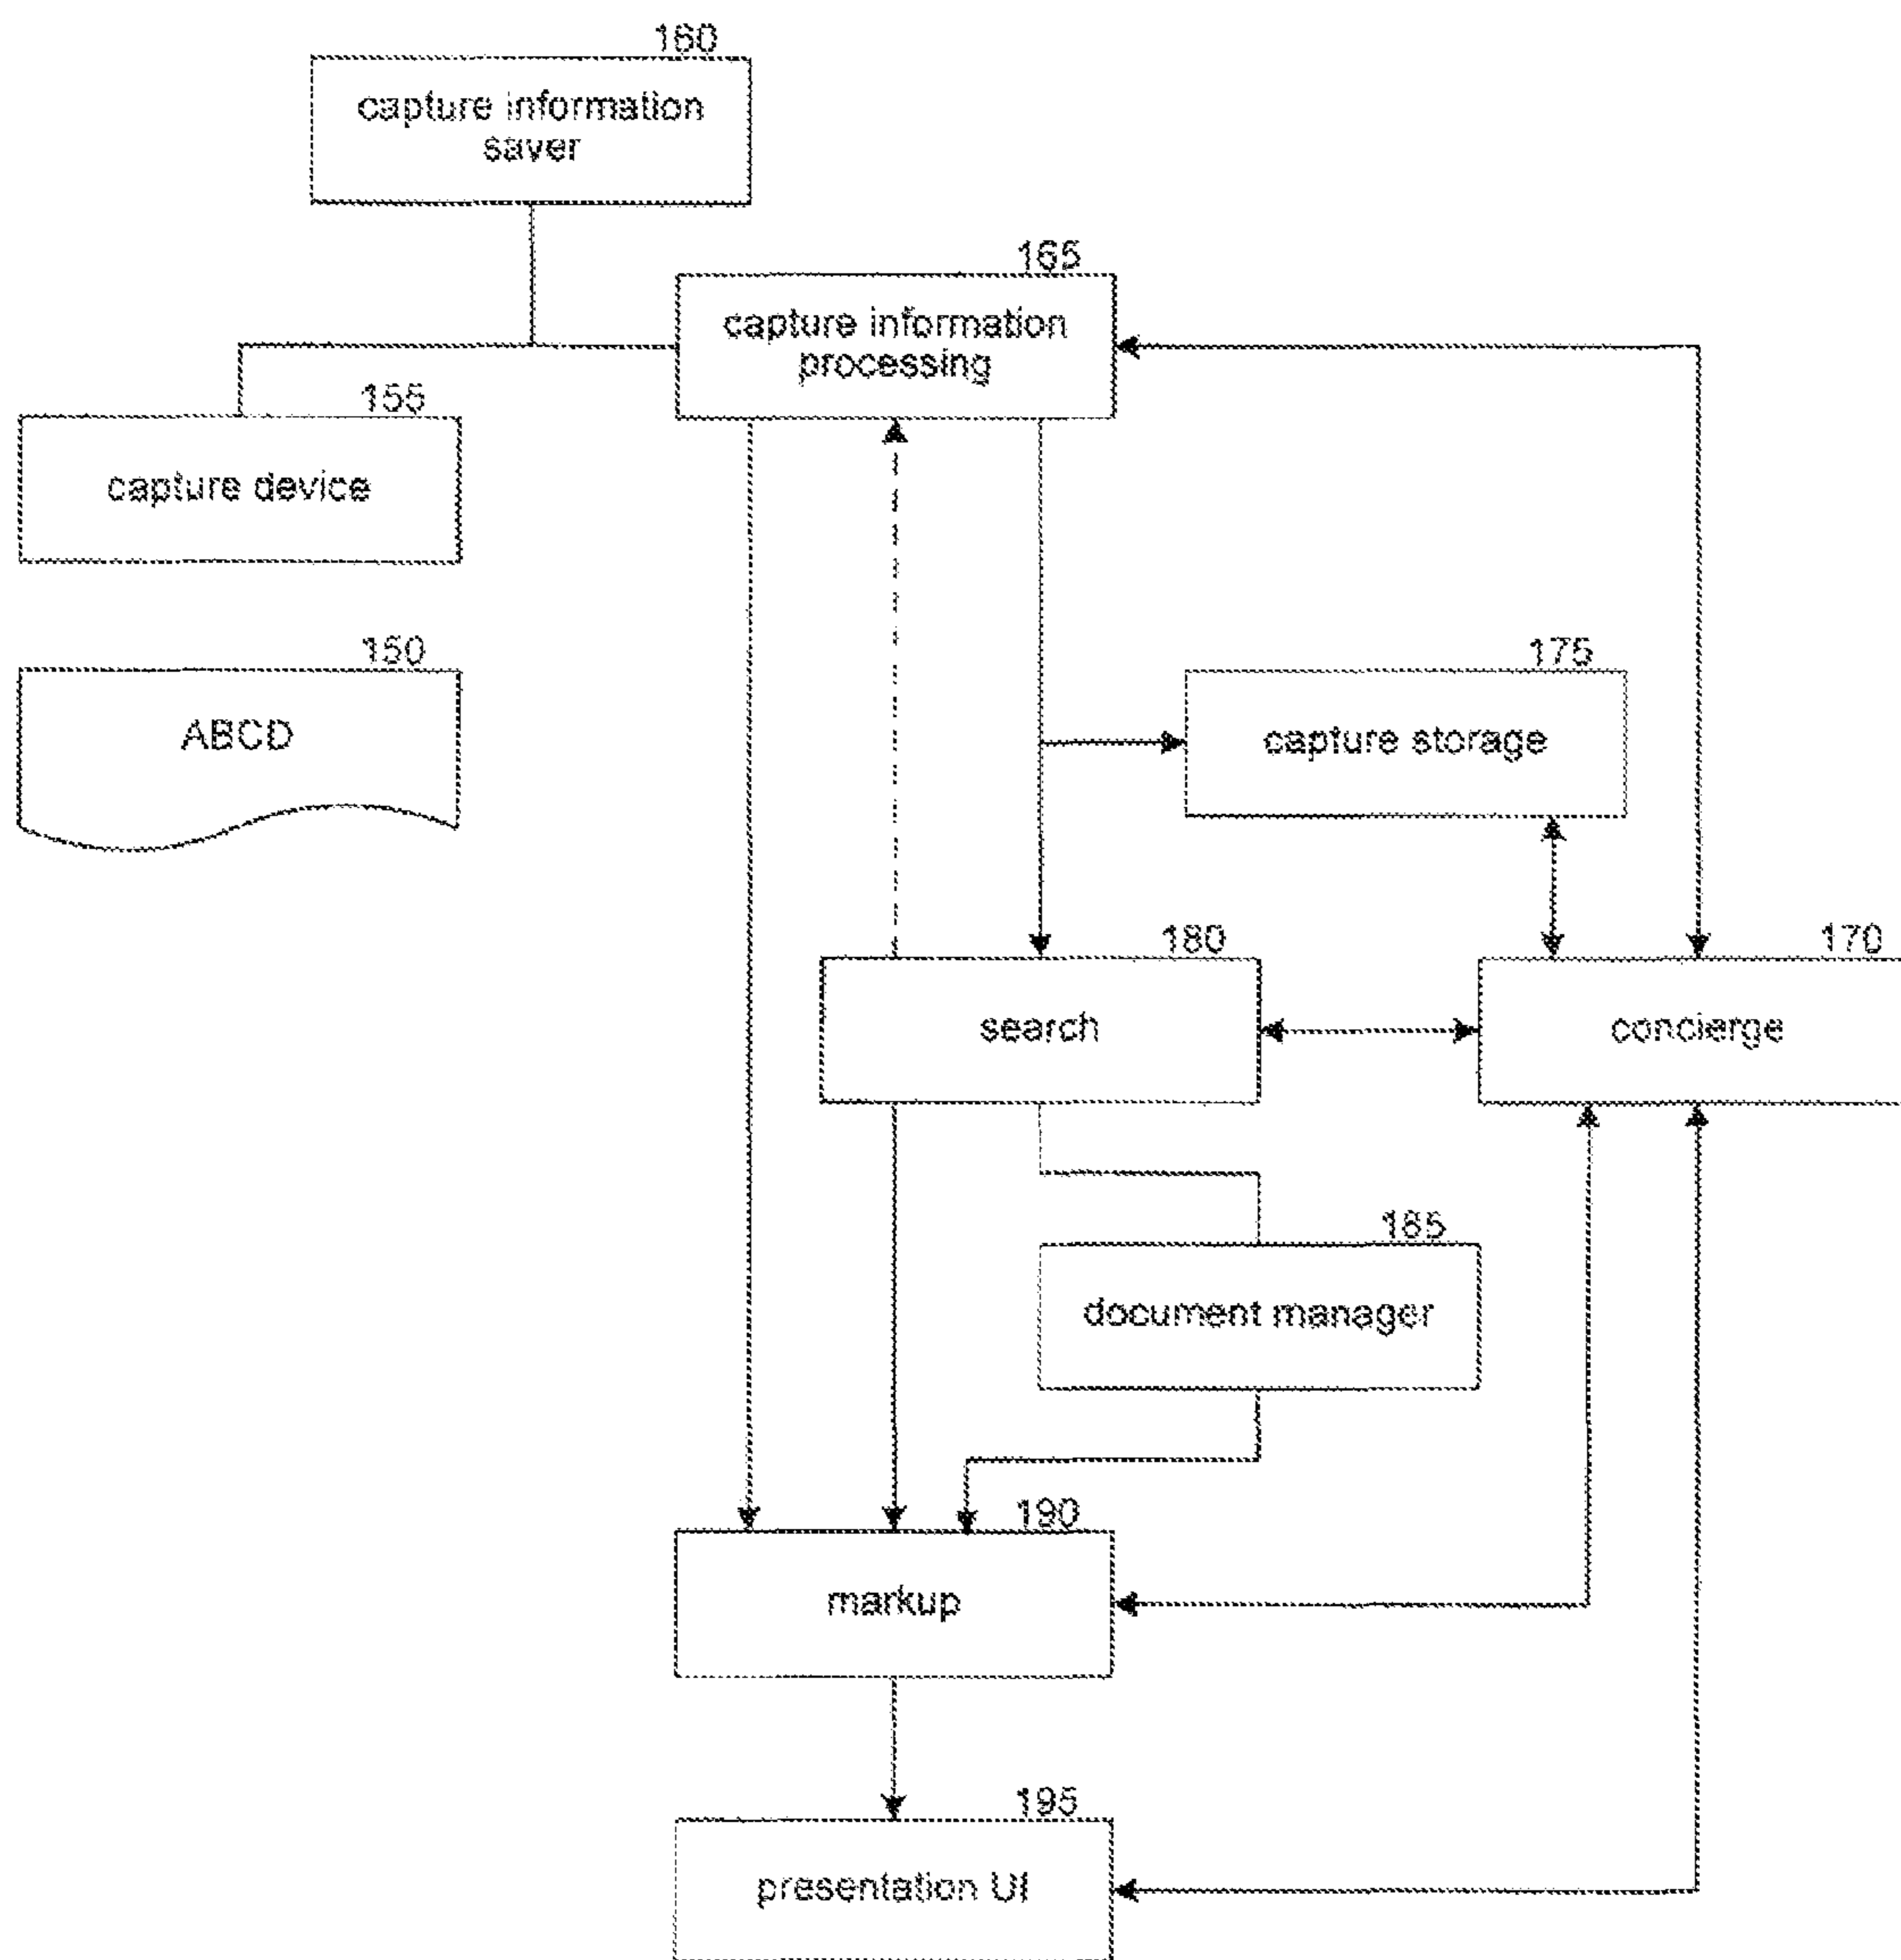 160
capture information
saver
165
capture information
processing
155
capture device
150
ABCD
175
capture storage
180
search
170
concierge
185
document manager
190
markup
195
presentation UI